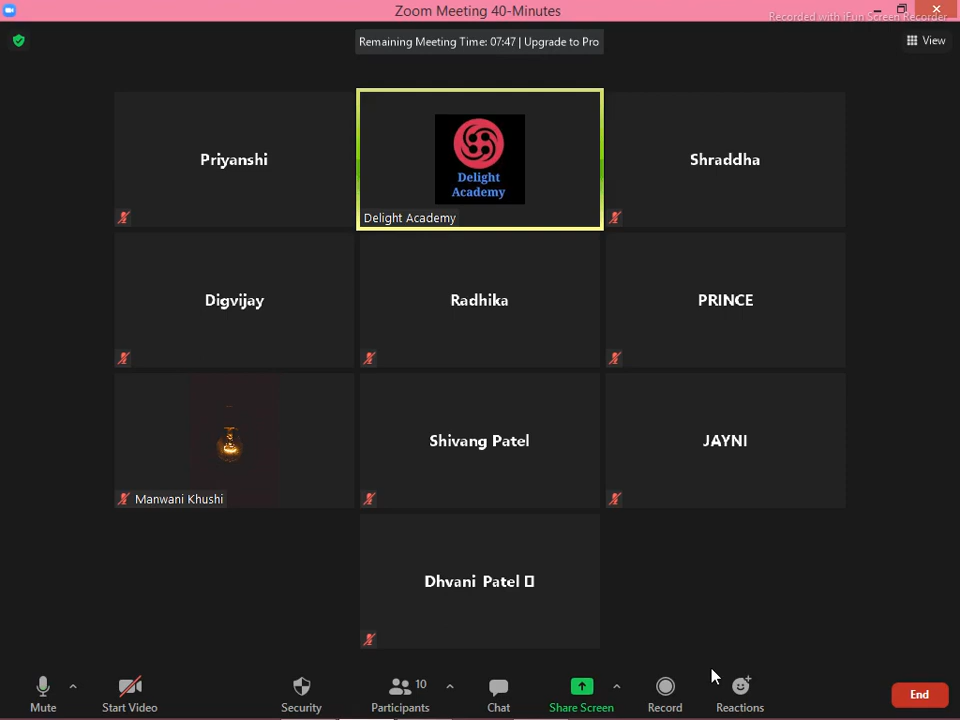 Zoom Meeting 40-Minutes
Recorded with iFun Screen Recorder
Remaining Meeting Time: 07:47 | Upgrade to Pro
View
Priyanshi
Delight
Academy
Delight Academy
Shraddha
Digvijay
Radhika
PRINCE
Manwani Khushi
Shivang Patel
JAYNI
Dhvani Patel
Mute
Start Video
Security
10
Participants
Chat
Share Screen
Record
Reactions
End